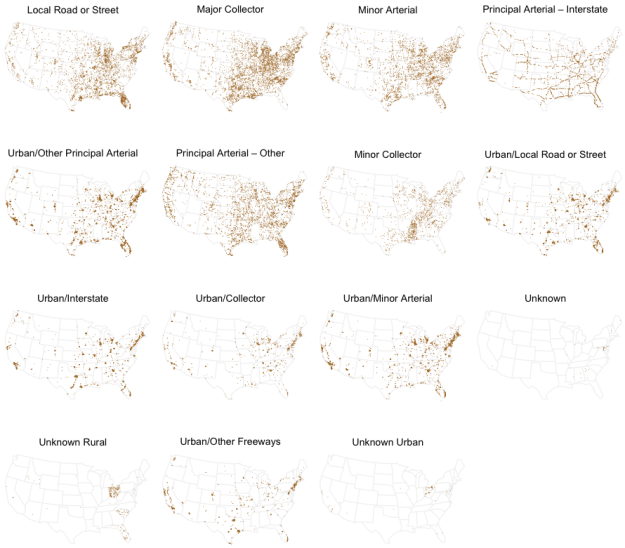 Local Road or Street
Major Collector
Minor Arterial
Principal Arterial – Interstate
Urban/Other Principal Arterial
Principal Arterial – Other
Minor Collector
Urban/Local Road or Street
Urban/Interstate
Urban/Collector
Urban/Minor Arterial
Unknown
Unknown Rural
Urban/Other Freeways
Unknown Urban